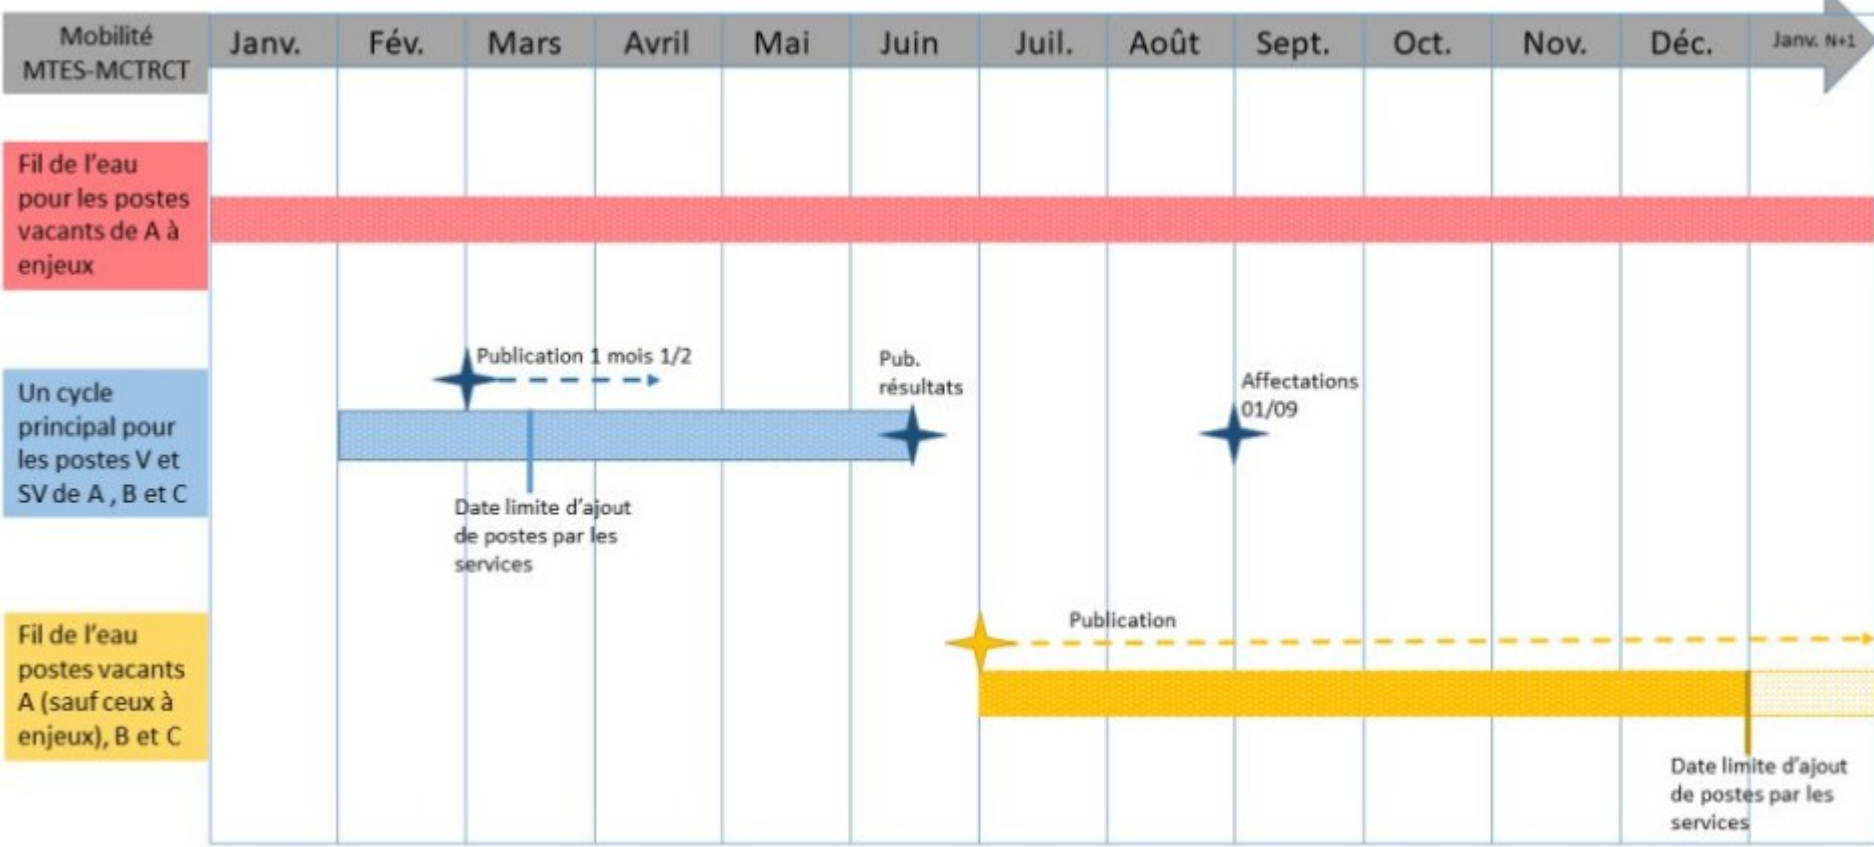 Mobilité
MTES-MCTRCT
Janv. Fév. Mars Avril Mai Juin Juil. Août Sept. Oct. Nov. Déc. Janv. N+1
Fil de l'eau
pour les postes
vacants de A à
enjeux
Un cycle
principal pour
les postes V et
SV de A , B et C
Publication 1 mois 1/2
Pub.
résultats
Affectations
01/09
Date limite d'ajout
de postes par les
services
Fil de l'eau
postes vacants
A (sauf ceux à
enjeux), B et C
Publication
Date limite d'ajout
de postes par les
services